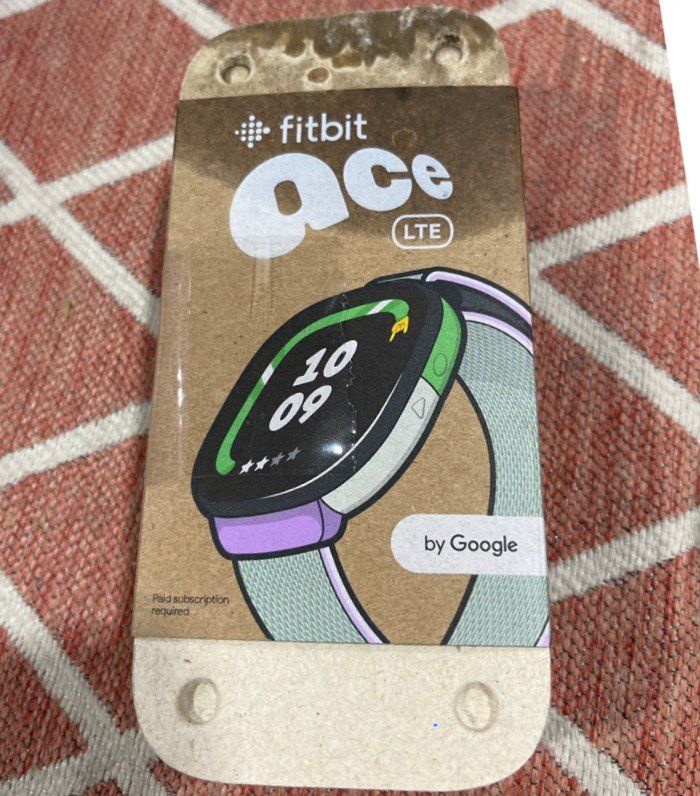 fitbit
ace
LTE
10
09
by Google
Paid subscription
required